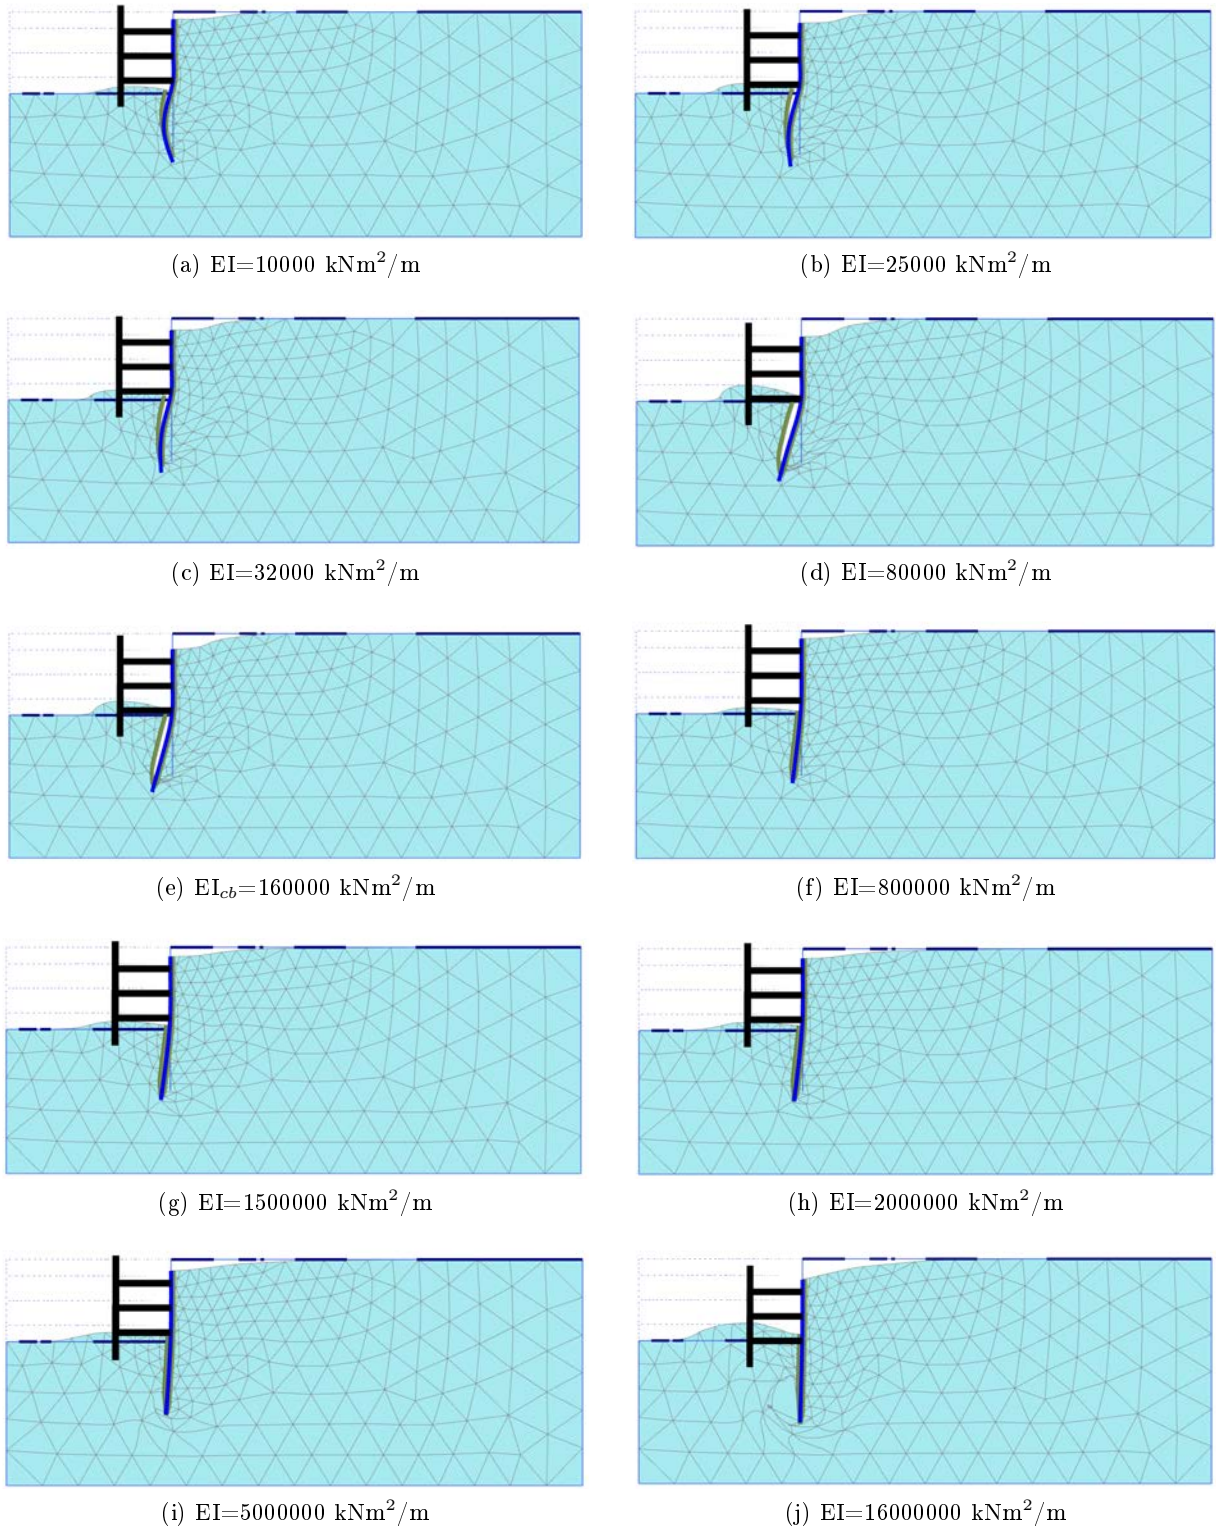 (a) EI=10000 kNm²/m
(b) EI=25000 kNm²/m
(c) EI=32000 kNm²/m
(d) EI=80000 kNm²/m
(e) EI_cb=160000 kNm²/m
(f) EI=800000 kNm²/m
(g) EI=1500000 kNm²/m
(h) EI=2000000 kNm²/m
(i) EI=5000000 kNm²/m
(j) EI=16000000 kNm²/m